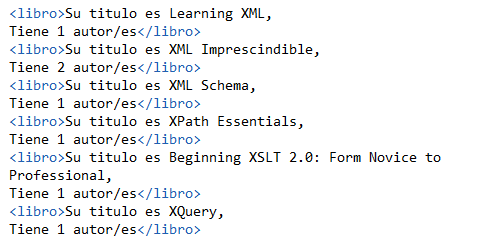 <libro>Su titulo es Learning XML,
Tiene 1 autor/es</libro>
<libro>Su titulo es XML Imprescindible,
Tiene 2 autor/es</libro>
<libro>Su titulo es XML Schema,
Tiene 1 autor/es</libro>
<libro>Su titulo es XPath Essentials,
Tiene 1 autor/es</libro>
<libro>Su titulo es Beginning XSLT 2.0: Form Novice to
Professional,
Tiene 1 autor/es</libro>
<libro>Su titulo es XQuery,
Tiene 1 autor/es</libro>